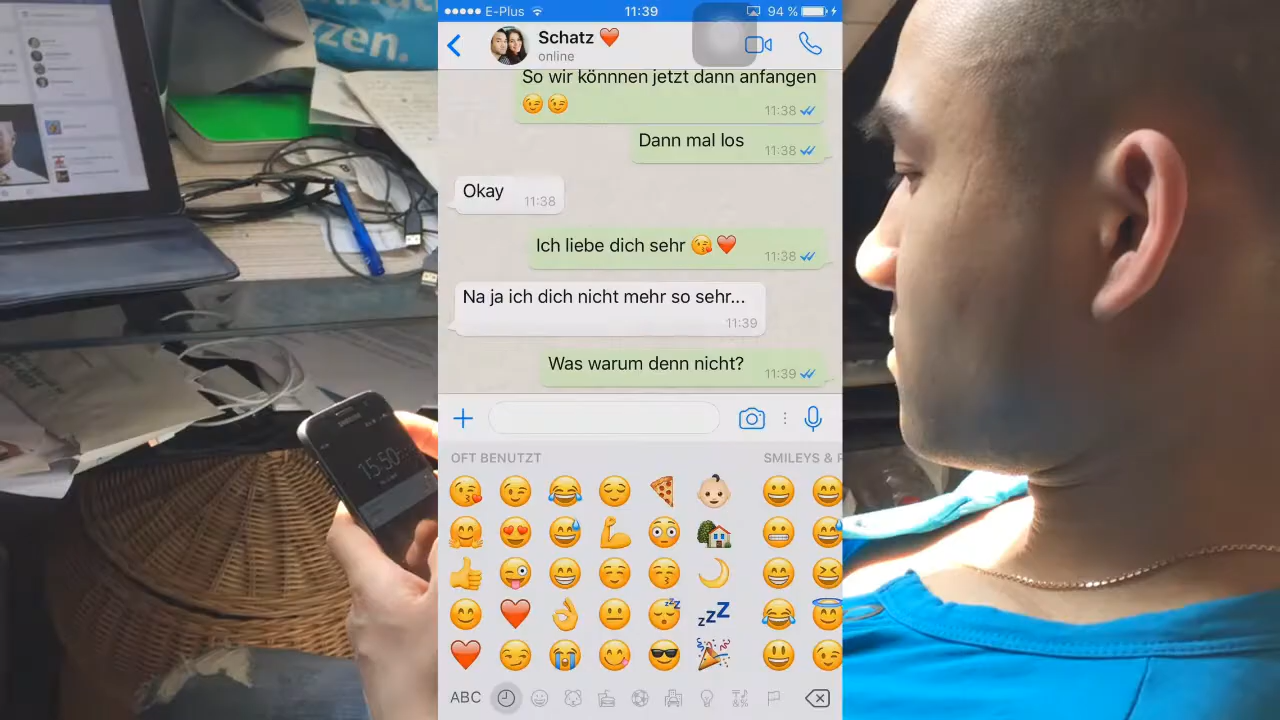 zen.
E-Plus 11:39 94 %
Schatz ❤️
online
So wir könnnen jetzt dann anfangen
😉 😉 11:38
Dann mal los 11:38
Okay 11:38
Ich liebe dich sehr 😘 ❤️ 11:38
Na ja ich dich nicht mehr so sehr...
11:39
Was warum denn nicht? 11:39
OFT BENUTZT SMILEYS &
ABC
SAMSUNG
15:50